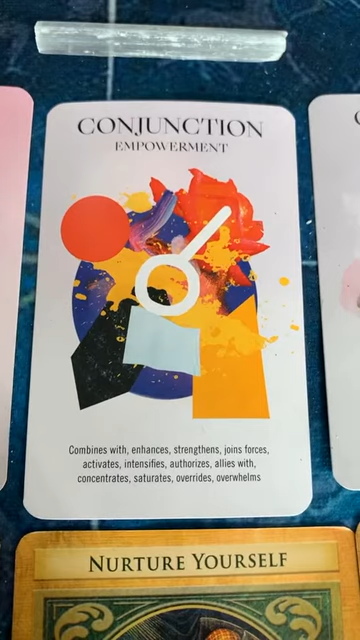 CONJUNCTION
EMPOWERMENT
Combines with, enhances, strengthens, joins forces,
activates, intensifies, authorizes, allies with,
concentrates, saturates, overrides, overwhelms
NURTURE YOURSELF